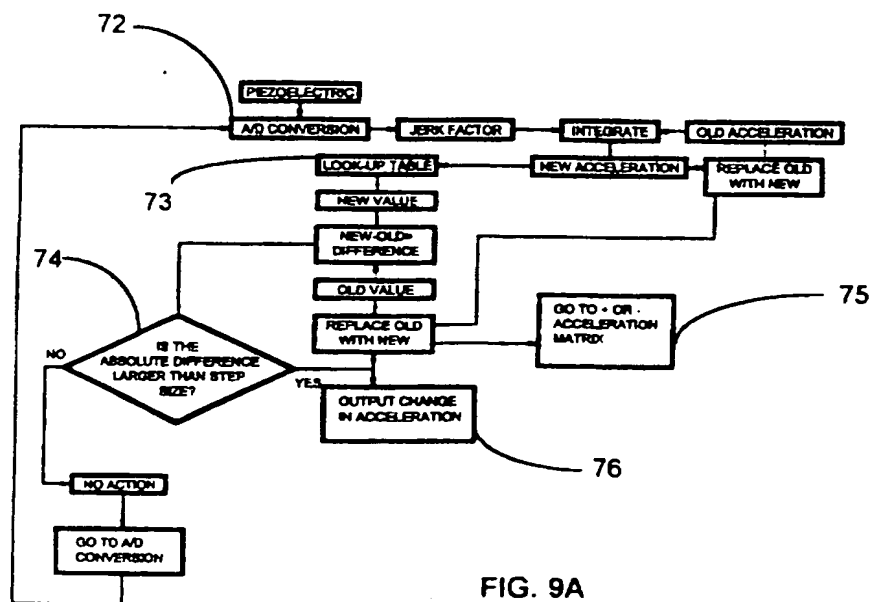 72
PIEZOELECTRIC
A/D CONVERSION
JERK FACTOR
INTEGRATE
OLD ACCELERATION
73
LOOK-UP TABLE
NEW ACCELERATION
REPLACE OLD
WITH NEW
NEW VALUE
74
NEW-OLD=
DIFFERENCE
OLD VALUE
REPLACE OLD
WITH NEW
GO TO + OR -
ACCELERATION
MATRIX
75
NO
IS THE
ABSOLUTE DIFFERENCE
LARGER THAN STEP
SIZE?
YES
OUTPUT CHANGE
IN ACCELERATION
76
NO ACTION
GO TO A/D
CONVERSION
FIG. 9A